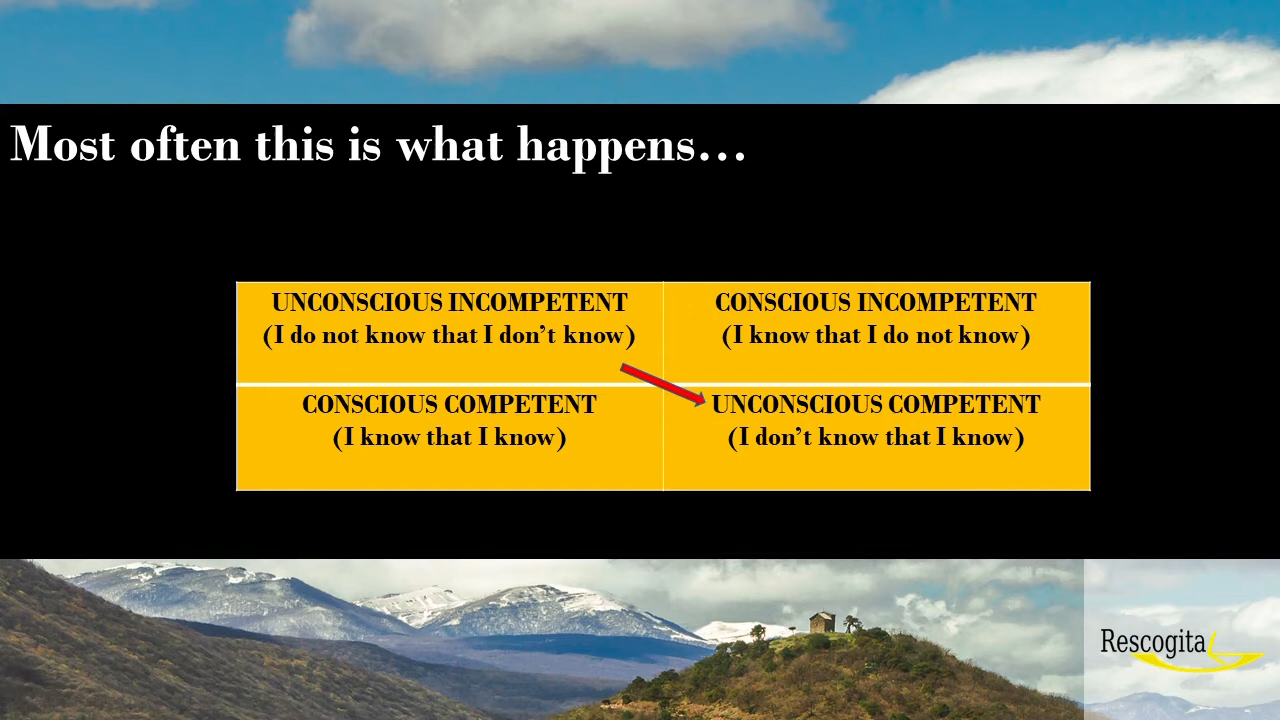 Most often this is what happens…
UNCONSCIOUS INCOMPETENT
(I do not know that I don’t know)
CONSCIOUS INCOMPETENT
(I know that I do not know)
CONSCIOUS COMPETENT
(I know that I know)
UNCONSCIOUS COMPETENT
(I don’t know that I know)
Rescogita